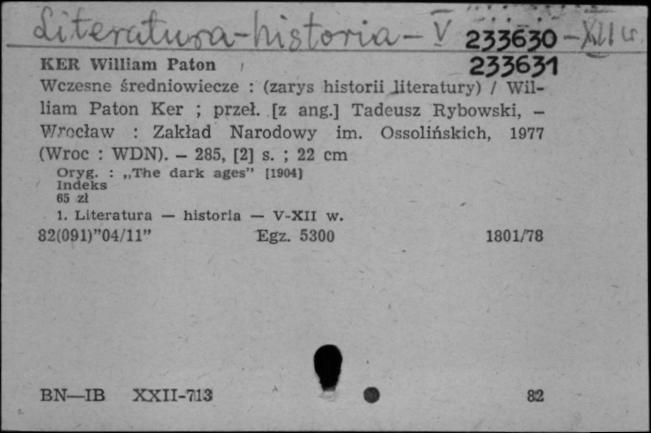 Literatura-historia - V 233630 - XII w.
233631
KER William Paton
Wczesne średniowiecze : (zarys historii literatury) / Wil-
liam Paton Ker ; przeł. [z ang.] Tadeusz Rybowski, —
Wrocław : Zakład Narodowy im. Ossolińskich, 1977
(Wroc : WDN). — 285, [2] s. ; 22 cm
Oryg. : „The dark ages” [1904]
Indeks
65 zł
1. Literatura — historia — V-XII w.
82(091)”04/11” Egz. 5300 1801/78
BN—IB XXII-713 82